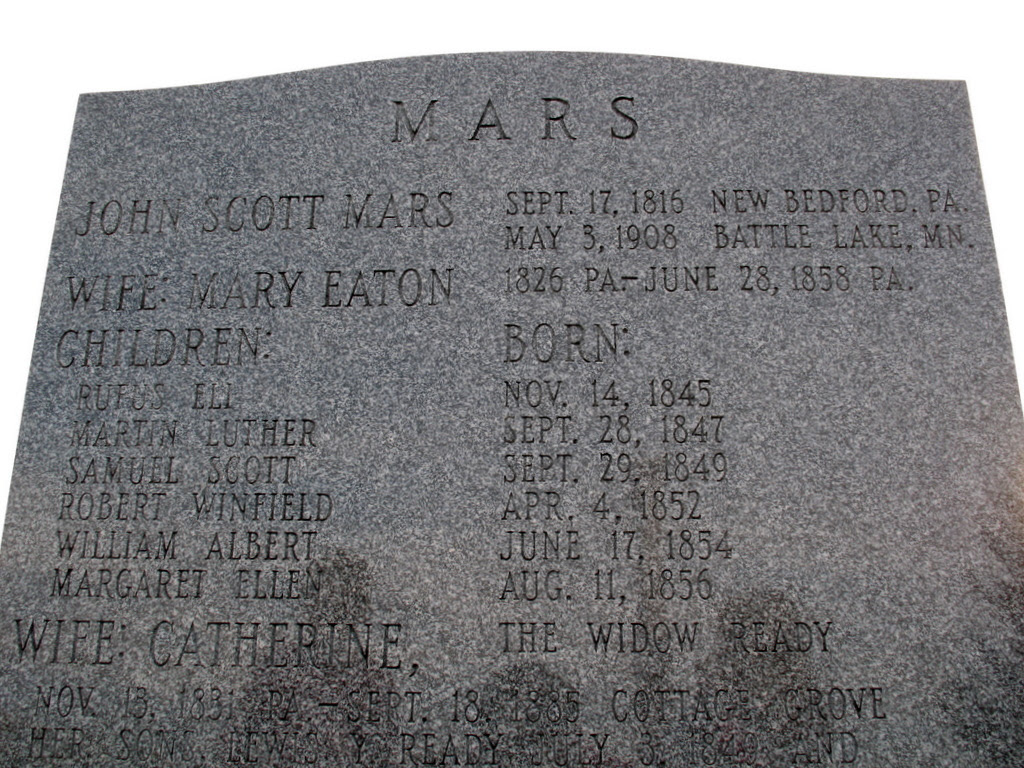 MARS
JOHN SCOTT MARS SEPT. 17, 1816 NEW BEDFORD, PA.
MAY 3, 1908 BATTLE LAKE, MN.
WIFE: MARY EATON 1826 PA-JUNE 28, 1858 PA.
CHILDREN: BORN:
RUFUS ELI NOV. 14, 1845
MARTIN LUTHER SEPT. 28, 1847
SAMUEL SCOTT SEPT. 29, 1849
ROBERT WINFIELD APR. 4, 1852
WILLIAM ALBERT JUNE 17, 1854
MARGARET ELLEN AUG. 11, 1856
WIFE: CATHERINE, THE WIDOW READY
NOV. 13, 1831 PA.-SEPT. 18, 1885 COTTAGE GROVE
HER SONS, LEWIS Y. READY JULY 3, AND